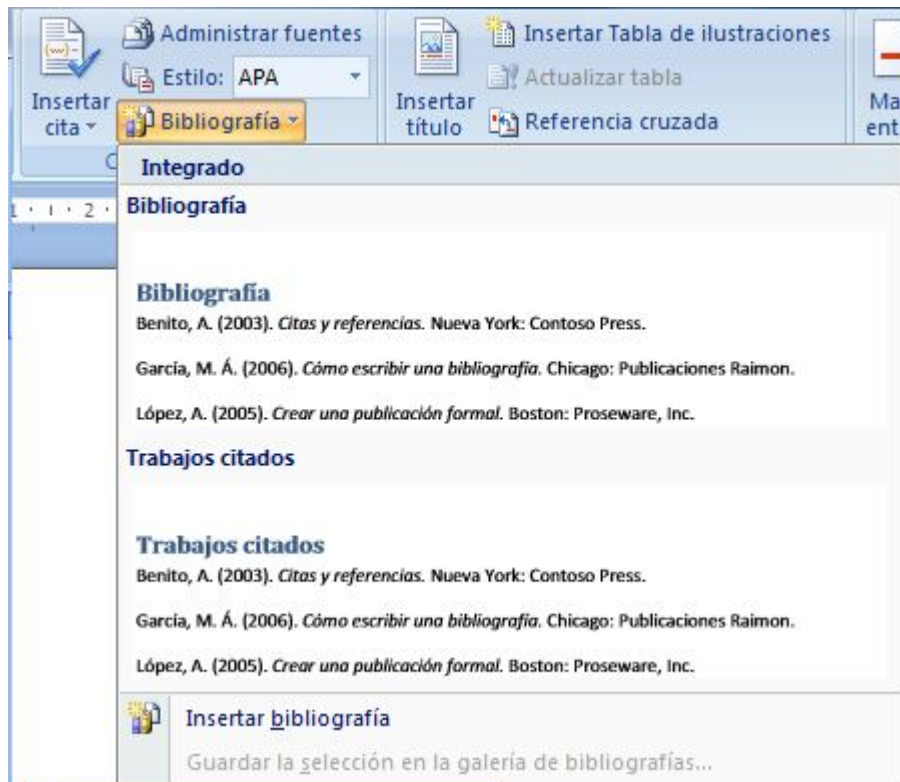 Administrar fuentes
Estilo: APA
Insertar cita
Bibliografía
Insertar título
Insertar Tabla de ilustraciones
Actualizar tabla
Referencia cruzada
Ma
ent
1 · 2 ·
Integrado
Bibliografía
Bibliografía
Benito, A. (2003). Citas y referencias. Nueva York: Contoso Press.
García, M. Á. (2006). Cómo escribir una bibliografía. Chicago: Publicaciones Raimon.
López, A. (2005). Crear una publicación formal. Boston: Proseware, Inc.
Trabajos citados
Trabajos citados
Benito, A. (2003). Citas y referencias. Nueva York: Contoso Press.
García, M. Á. (2006). Cómo escribir una bibliografía. Chicago: Publicaciones Raimon.
López, A. (2005). Crear una publicación formal. Boston: Proseware, Inc.
Insertar bibliografía
Guardar la selección en la galería de bibliografías...